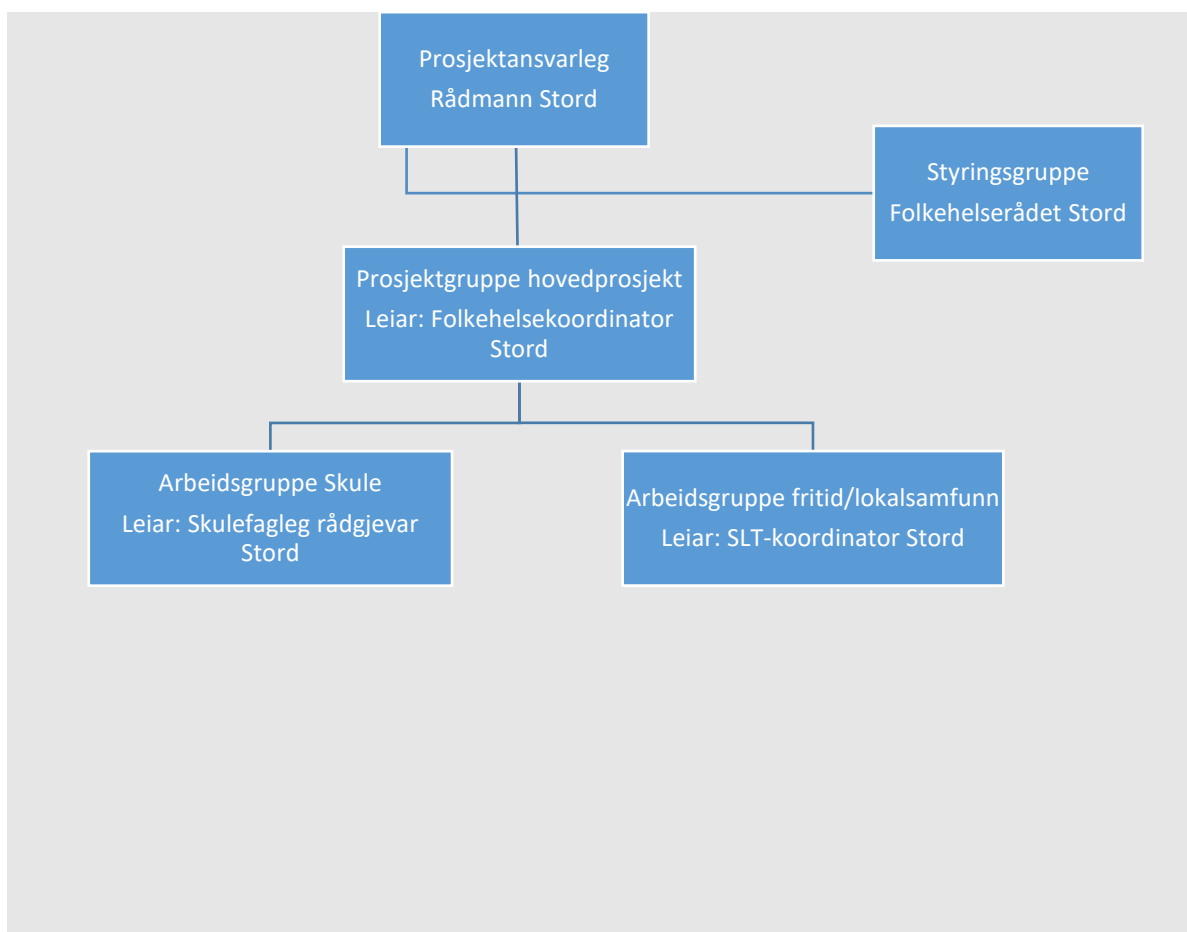 Prosjektansvarleg
Rådmann Stord
Styringsgruppe
Folkehelserådet Stord
Prosjektgruppe hovedprosjekt
Leiar: Folkehelsekoordinator
Stord
Arbeidsgruppe Skule
Leiar: Skulefagleg rådgjevar
Stord
Arbeidsgruppe fritid/lokalsamfunn
Leiar: SLT-koordinator Stord